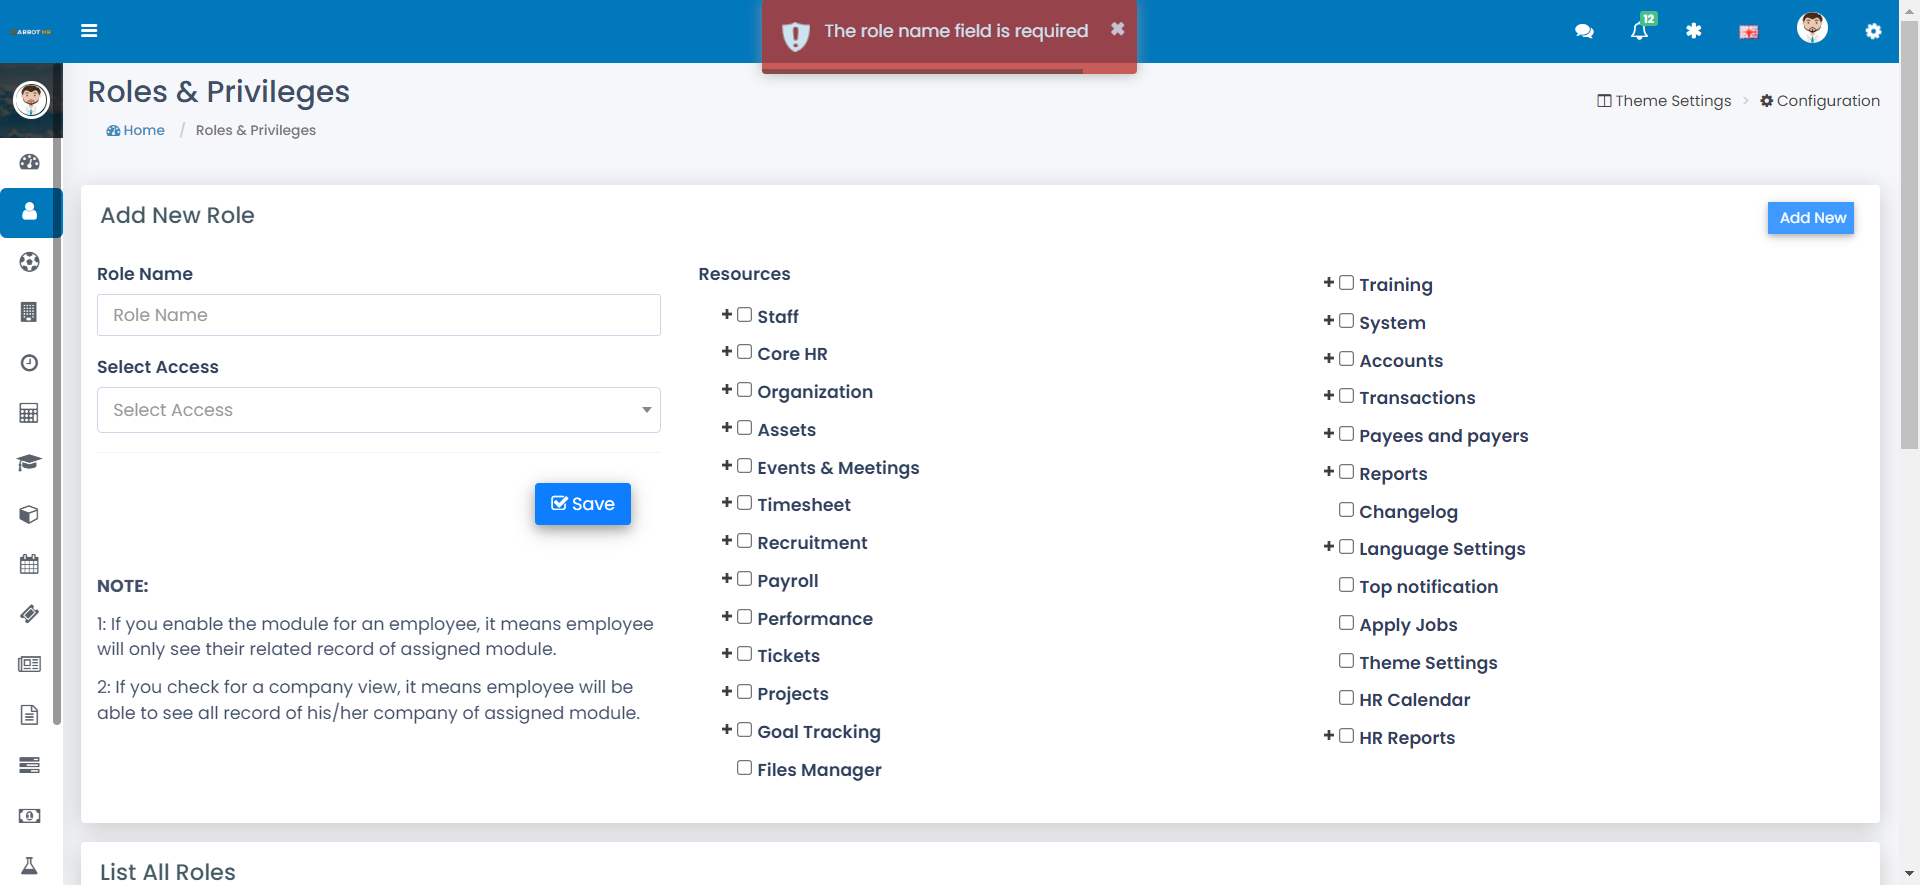 ARBOT HR
The role name field is required
12
Roles & Privileges
Home / Roles & Privileges
Theme Settings > Configuration
Add New Role
Add New
Role Name
Role Name
Select Access
Select Access
Save
NOTE:
1: If you enable the module for an employee, it means employee
will only see their related record of assigned module.
2: If you check for a company view, it means employee will be
able to see all record of his/her company of assigned module.
Resources
Staff
Core HR
Organization
Assets
Events & Meetings
Timesheet
Recruitment
Payroll
Performance
Tickets
Projects
Goal Tracking
Files Manager
Training
System
Accounts
Transactions
Payees and payers
Reports
Changelog
Language Settings
Top notification
Apply Jobs
Theme Settings
HR Calendar
HR Reports
List All Roles